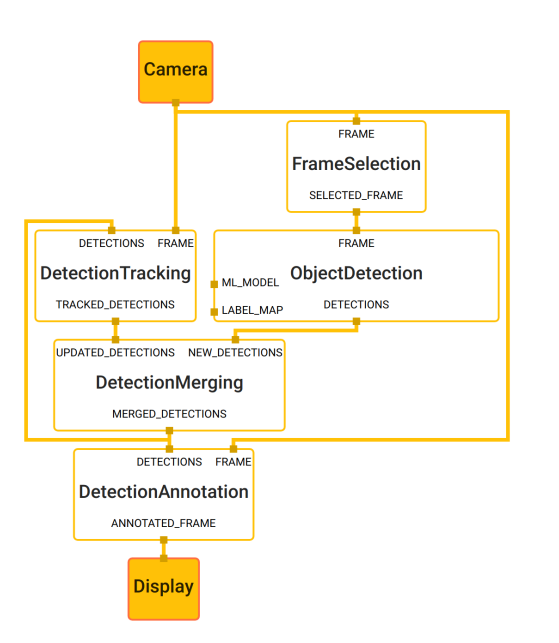 Camera
FRAME
FrameSelection
SELECTED_FRAME
DETECTIONS FRAME
DetectionTracking
TRACKED_DETECTIONS
FRAME
ML_MODEL
ObjectDetection
LABEL_MAP
DETECTIONS
UPDATED_DETECTIONS NEW_DETECTIONS
DetectionMerging
MERGED_DETECTIONS
DETECTIONS FRAME
DetectionAnnotation
ANNOTATED_FRAME
Display